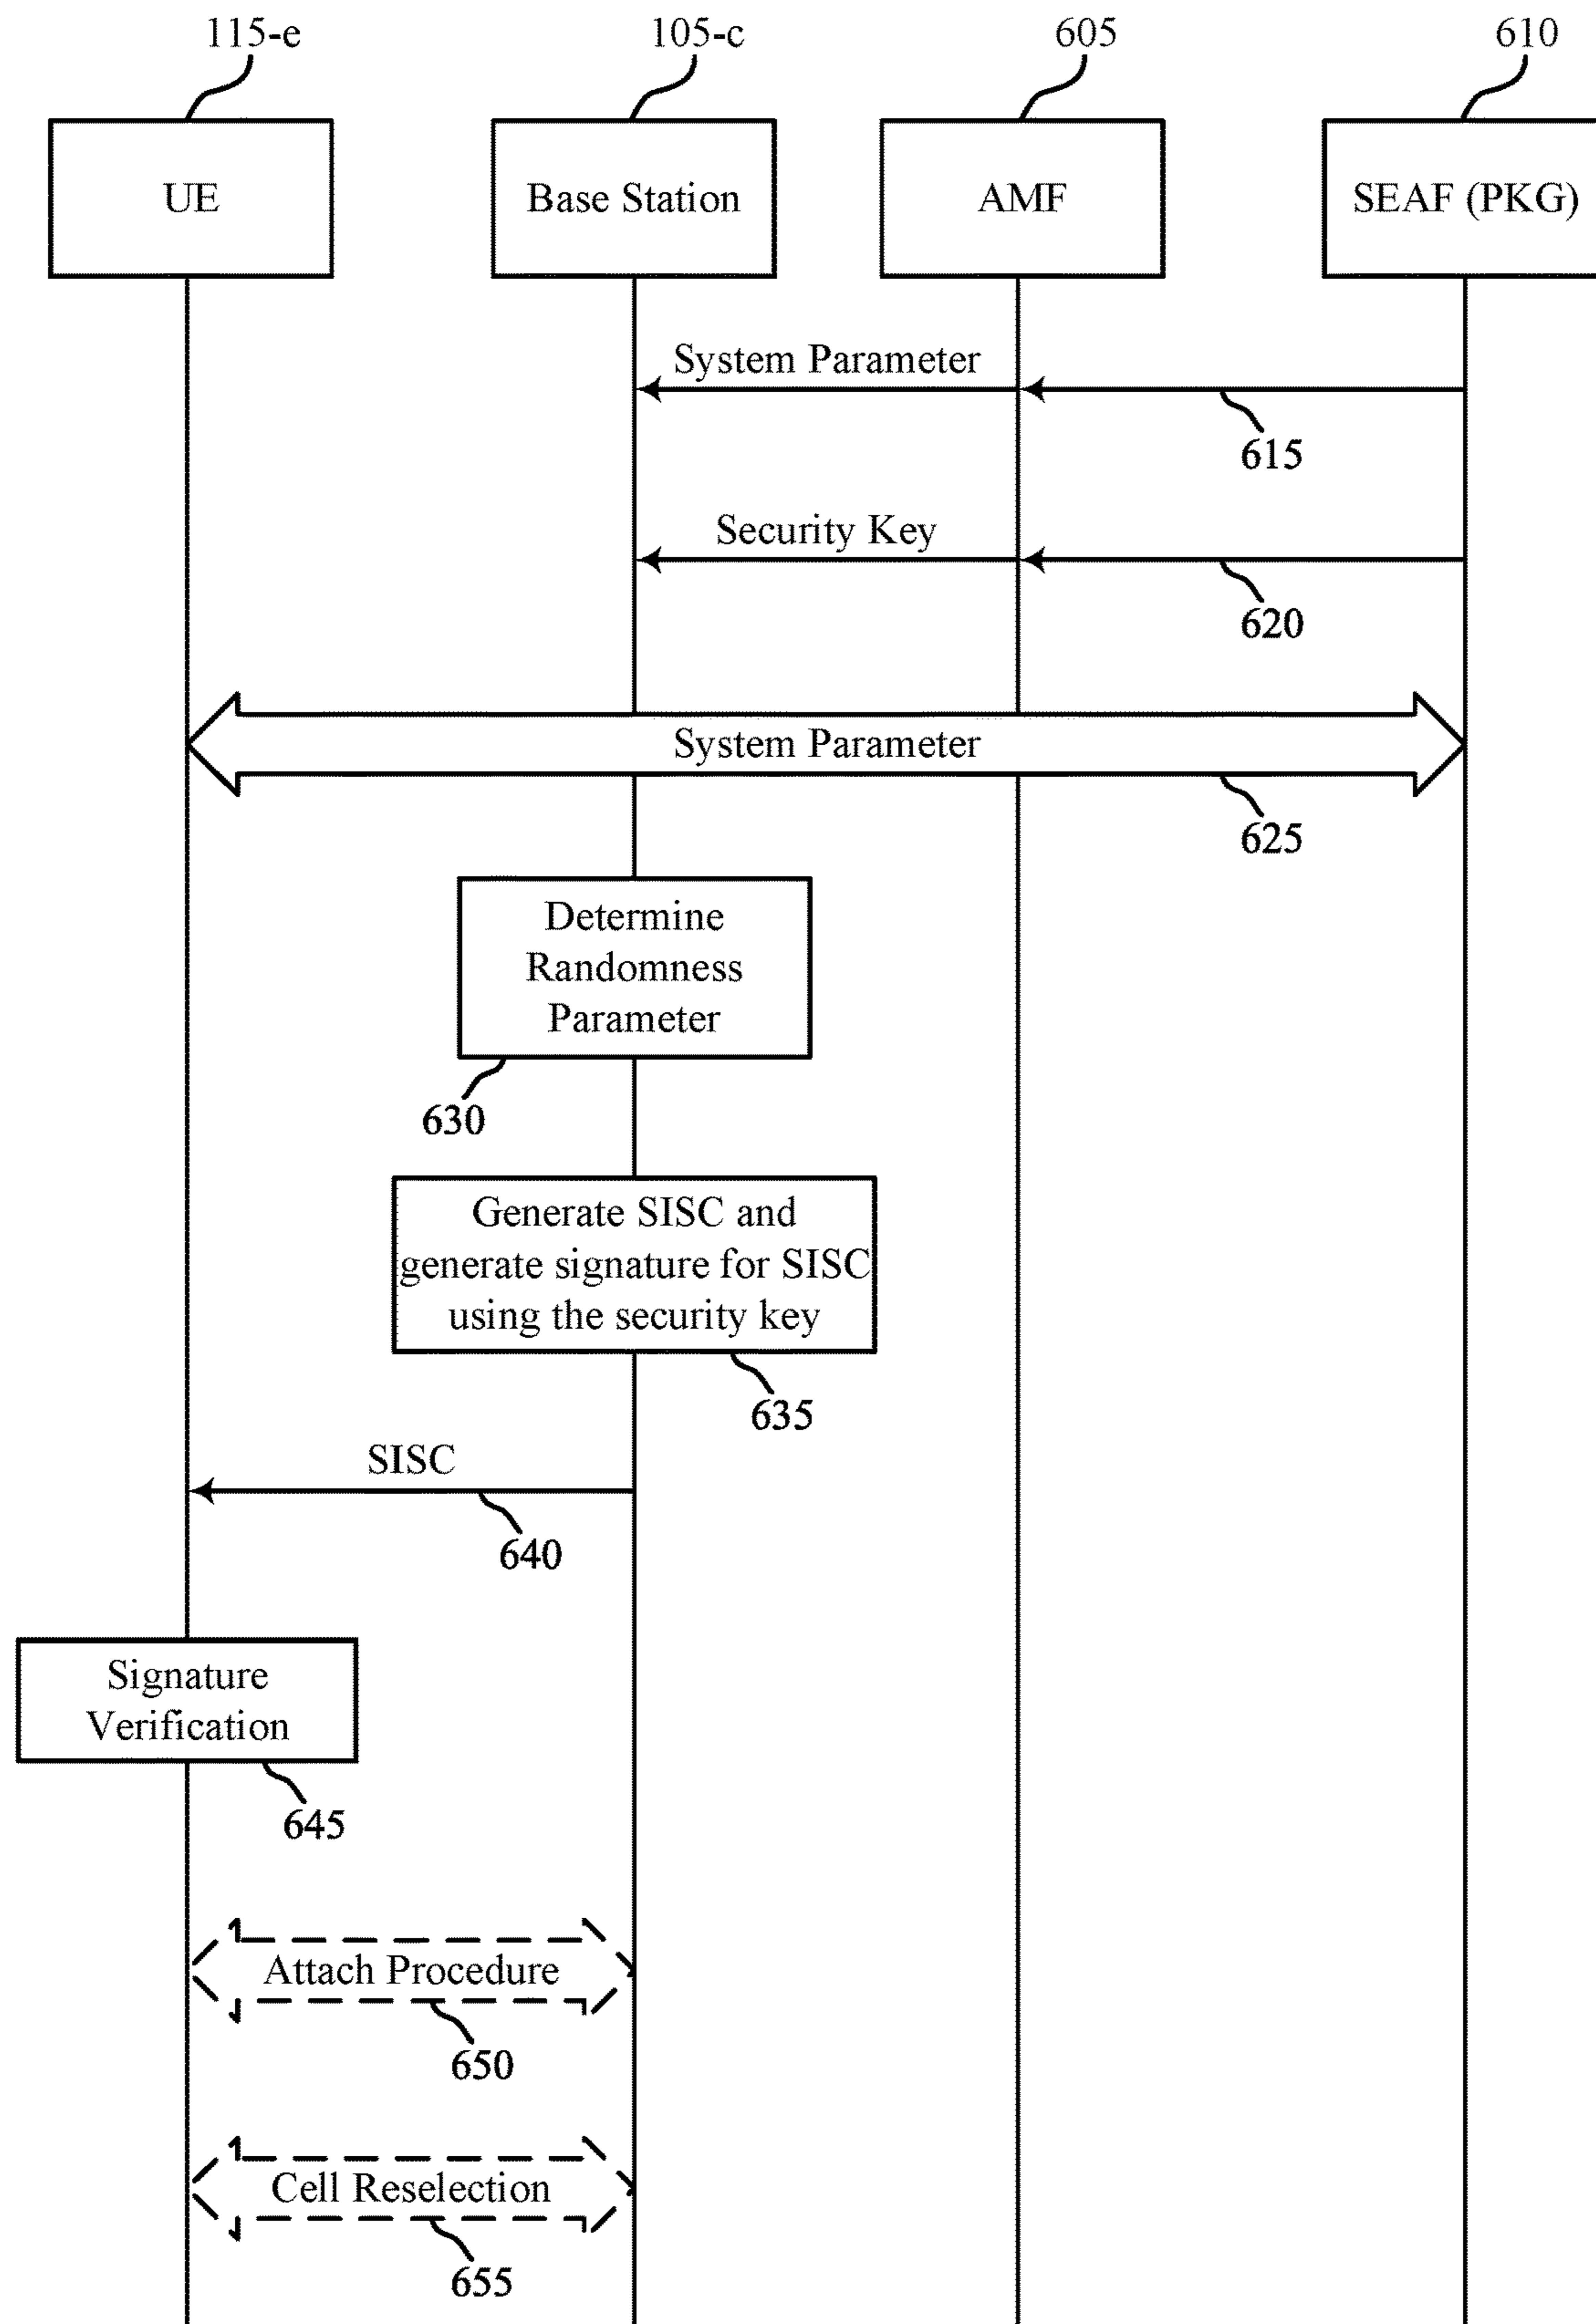 115-e
105-c
605
610
UE
Base Station
AMF
SEAF (PKG)
System Parameter
615
Security Key
620
System Parameter
625
Determine
Randomness
Parameter
630
Generate SISC and
generate signature for SISC
using the security key
635
SISC
640
Signature
Verification
645
Attach Procedure
650
Cell Reselection
655